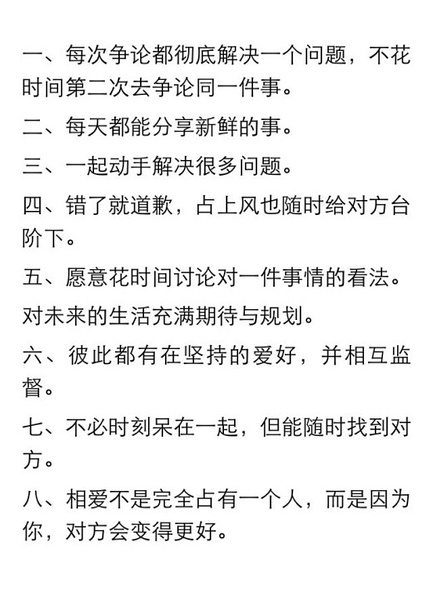 一、每次争论都彻底解决一个问题，不花
时间第二次去争论同一件事。
二、每天都能分享新鲜的事。
三、一起动手解决很多问题。
四、错了就道歉，占上风也随时给对方台
阶下。
五、愿意花时间讨论对一件事情的看法。
对未来的生活充满期待与规划。
六、彼此都有在坚持的爱好，并相互监
督。
七、不必时刻呆在一起，但能随时找到对
方。
八、相爱不是完全占有一个人，而是因为
你，对方会变得更好。